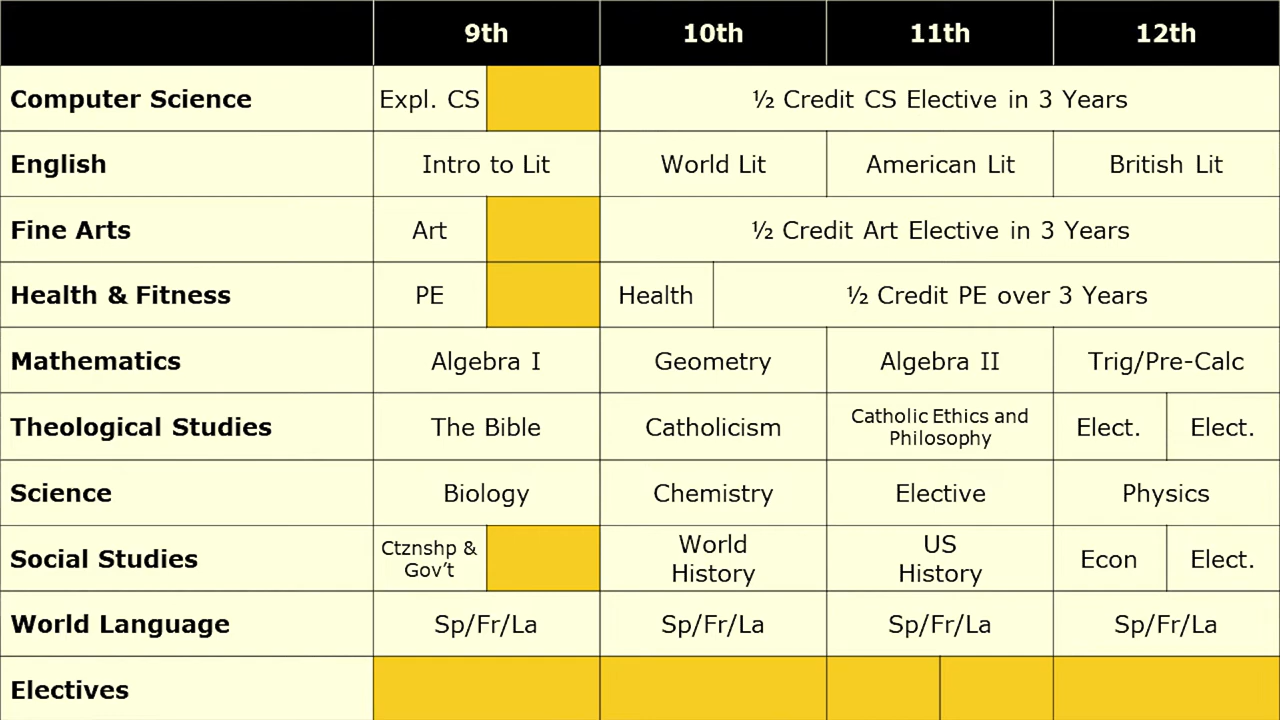 9th 10th 11th 12th
Computer Science Expl. CS ½ Credit CS Elective in 3 Years
English Intro to Lit World Lit American Lit British Lit
Fine Arts Art ½ Credit Art Elective in 3 Years
Health & Fitness PE Health ½ Credit PE over 3 Years
Mathematics Algebra I Geometry Algebra II Trig/Pre-Calc
Theological Studies The Bible Catholicism Catholic Ethics and
Philosophy Elect. Elect.
Science Biology Chemistry Elective Physics
Social Studies Ctznshp &
Gov't World
History US
History Econ Elect.
World Language Sp/Fr/La Sp/Fr/La Sp/Fr/La Sp/Fr/La
Electives